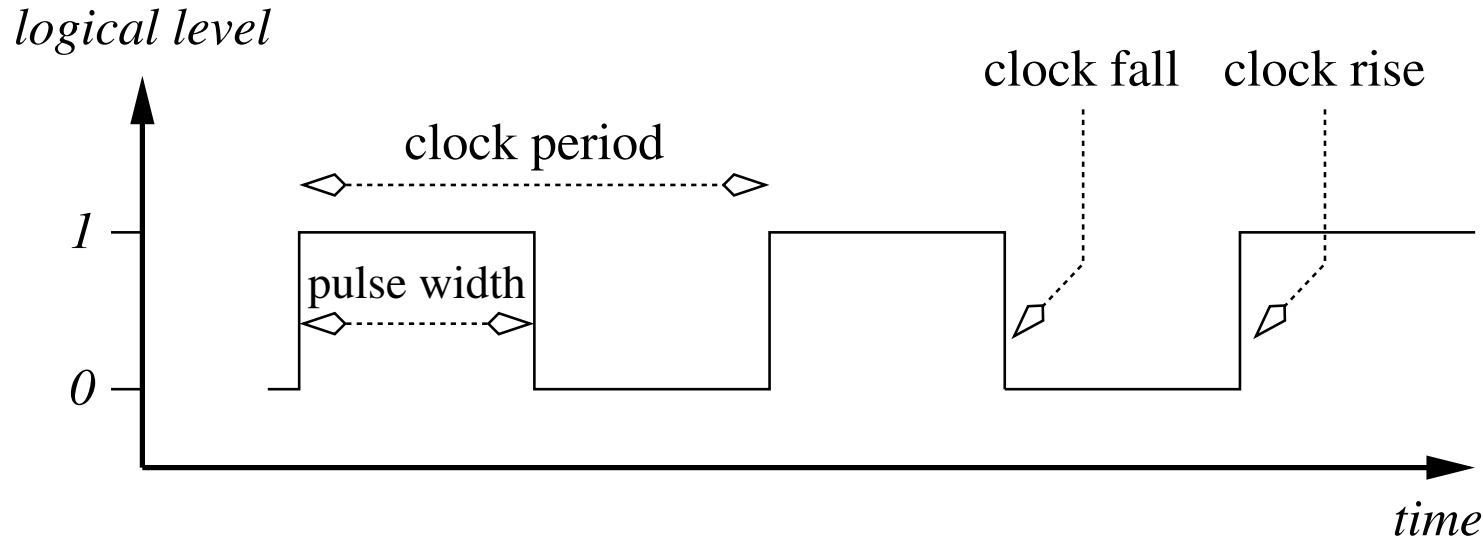 logical level
clock fall
clock rise
clock period
1
pulse width
0
time